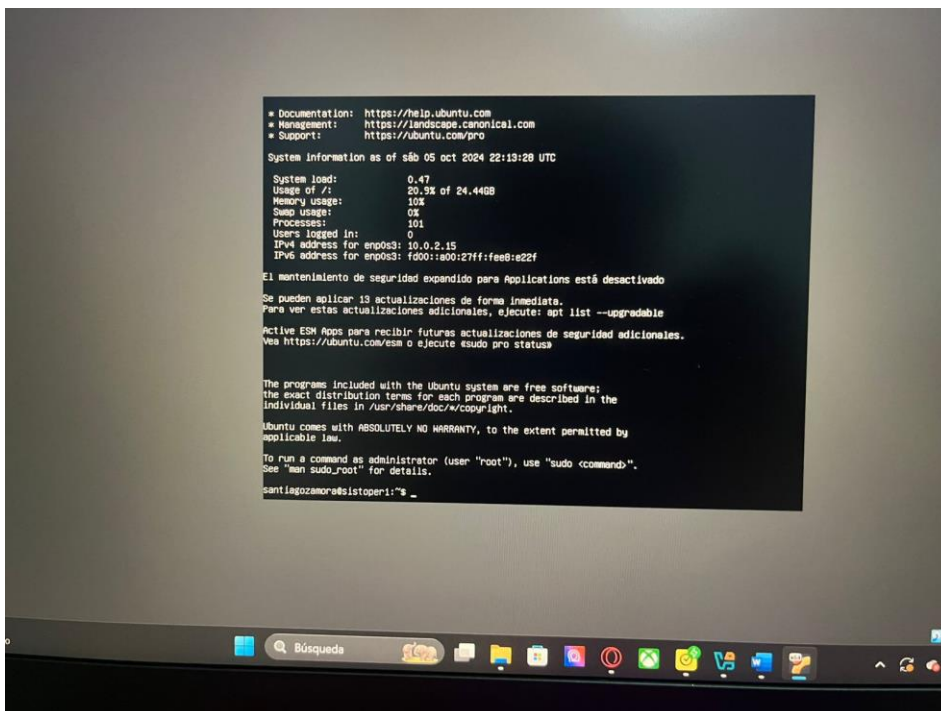 * Documentation: https://help.ubuntu.com
* Management: https://landscape.canonical.com
* Support: https://ubuntu.com/pro
System information as of sáb 05 oct 2024 22:13:28 UTC
System load: 0.47
Usage of /: 20.9% of 24.44GB
Memory usage: 10%
Swap usage: 0%
Processes: 101
Users logged in: 0
IPv4 address for enp0s3: 10.0.2.15
IPv6 address for enp0s3: fd00::a00:27ff:fee8:e22f
El mantenimiento de seguridad expandido para Applications está desactivado
Se pueden aplicar 13 actualizaciones de forma inmediata.
Para ver estas actualizaciones adicionales, ejecute: apt list --upgradable
Active ESM Apps para recibir futuras actualizaciones de seguridad adicionales.
Vea https://ubuntu.com/esm o ejecute «sudo pro status»
The programs included with the Ubuntu system are free software;
the exact distribution terms for each program are described in the
individual files in /usr/share/doc/*/copyright.
Ubuntu comes with ABSOLUTELY NO WARRANTY, to the extent permitted by
applicable law.
To run a command as administrator (user "root"), use "sudo <command>".
See "man sudo_root" for details.
santiagozamora@sistoper1:~$ _
Búsqueda